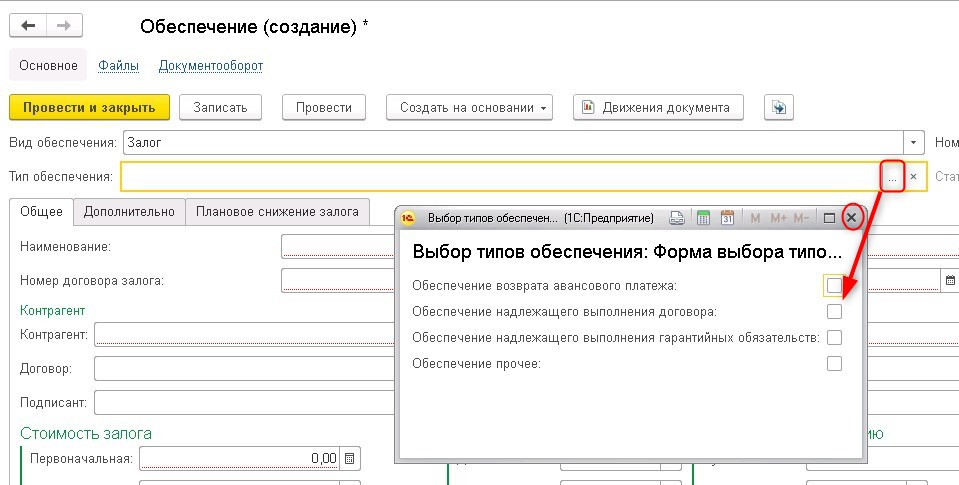 Обеспечение (создание) *
Основное Файлы Документооборот
Провести и закрыть Записать Провести Создать на основании Движения документа
Вид обеспечения: Залог Ном
Тип обеспечения: ... × Стат
Общее Дополнительно Плановое снижение залога
Выбор типов обеспечен... (1С:Предприятие) M M+ M-
Выбор типов обеспечения: Форма выбора типо...
Обеспечение возврата авансового платежа:
Обеспечение надлежащего выполнения договора:
Обеспечение надлежащего выполнения гарантийных обязательств:
Обеспечение прочее:
Наименование:
Номер договора залога:
Контрагент
Контрагент:
Договор:
Подписант:
Стоимость залога ию
Первоначальная: 0,00